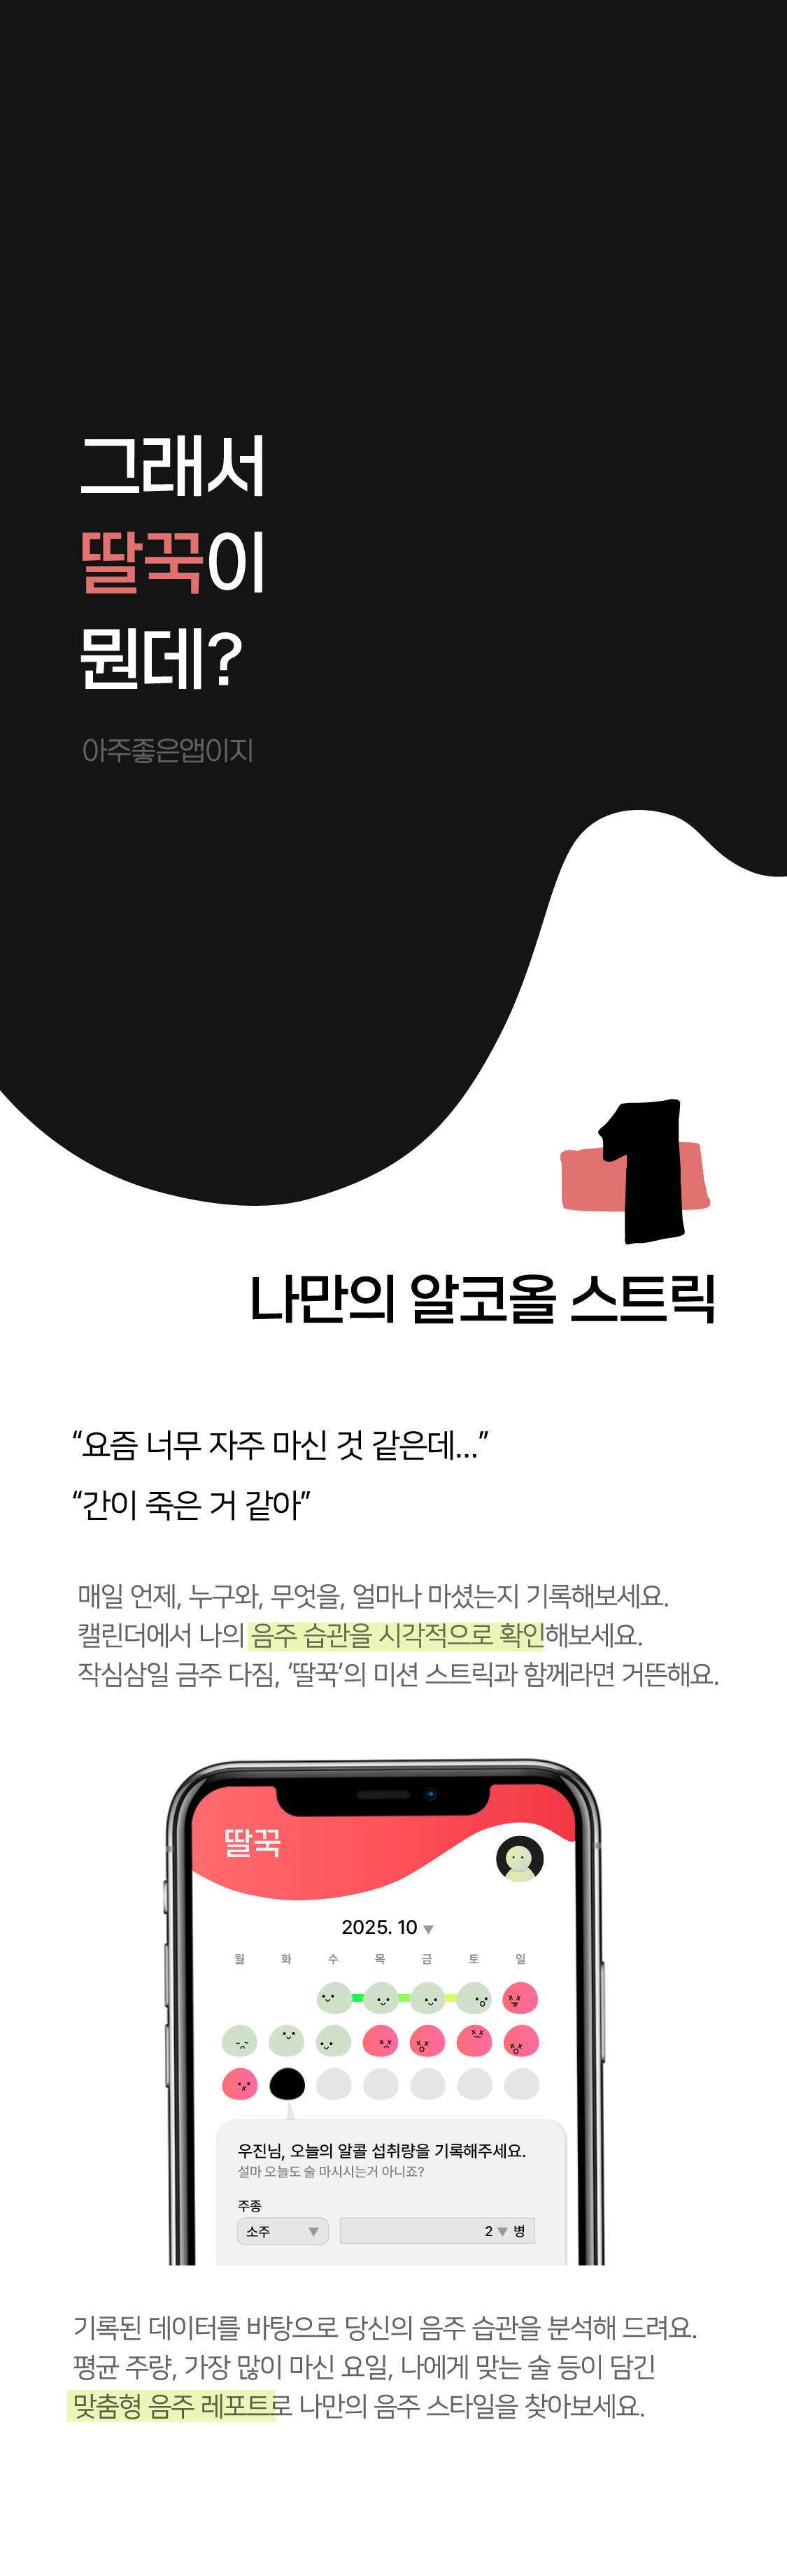 그래서
딸꾹이
뭔데?
아주좋은앱이지
1
나만의 알코올 스트릭
“요즘 너무 자주 마신 것 같은데...”
“간이 죽은 거 같아”
매일 언제, 누구와, 무엇을, 얼마나 마셨는지 기록해보세요.
캘린더에서 나의 음주 습관을 시각적으로 확인해보세요.
작심삼일 금주 다짐, ‘딸꾹’의 미션 스트릭과 함께라면 거뜬해요.
딸꾹
2025. 10 ▼
월 화 수 목 금 토 일
우진님, 오늘의 알콜 섭취량을 기록해주세요.
설마 오늘도 술 마시시는거 아니죠?
주종
소주 ▼ 2 ▼ 병
기록된 데이터를 바탕으로 당신의 음주 습관을 분석해 드려요.
평균 주량, 가장 많이 마신 요일, 나에게 맞는 술 등이 담긴
맞춤형 음주 레포트로 나만의 음주 스타일을 찾아보세요.